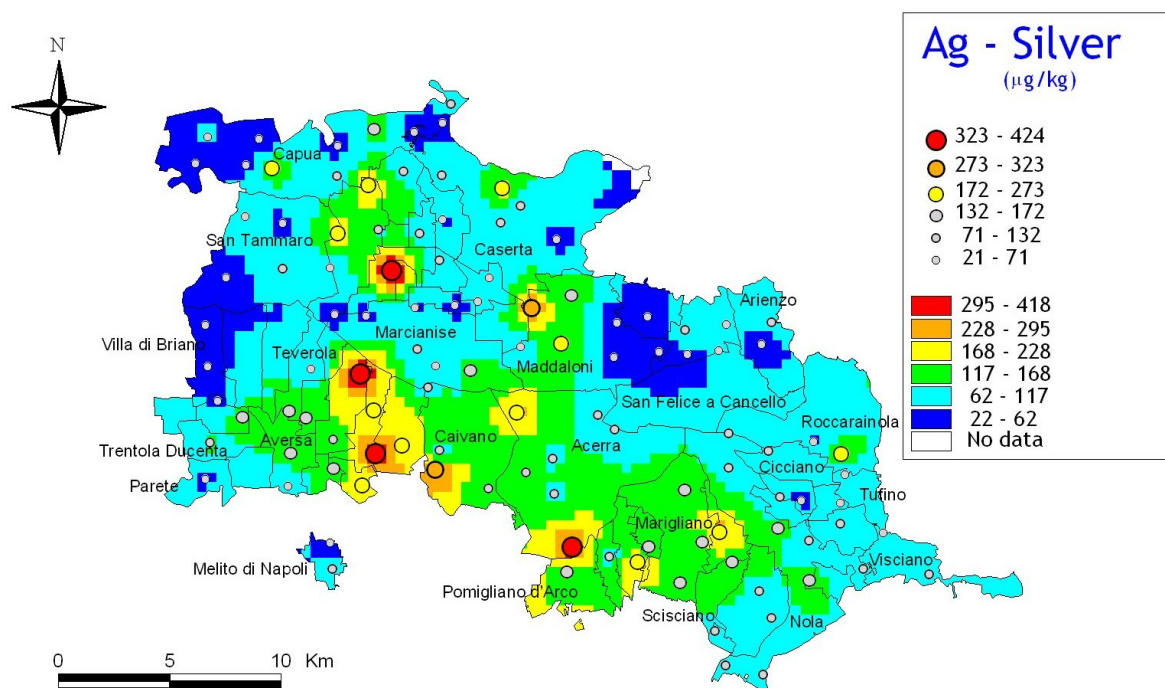 Ag - Silver
(µg/kg)
N
323 - 424
273 - 323
172 - 273
132 - 172
71 - 132
21 - 71
295 - 418
228 - 295
168 - 228
117 - 168
62 - 117
22 - 62
No data
Capua
San Tammaro
Caserta
Arienzo
Villa di Briano
Marcianise
Teverola
Maddaloni
San Felice a Cancello
Roccarainola
Trentola Ducenta
Aversa
Caivano
Acerra
Cicciano
Parete
Tufino
Marigliano
Visciano
Melito di Napoli
Pomigliano d'Arco
Scisciano
Nola
0 5 10 Km